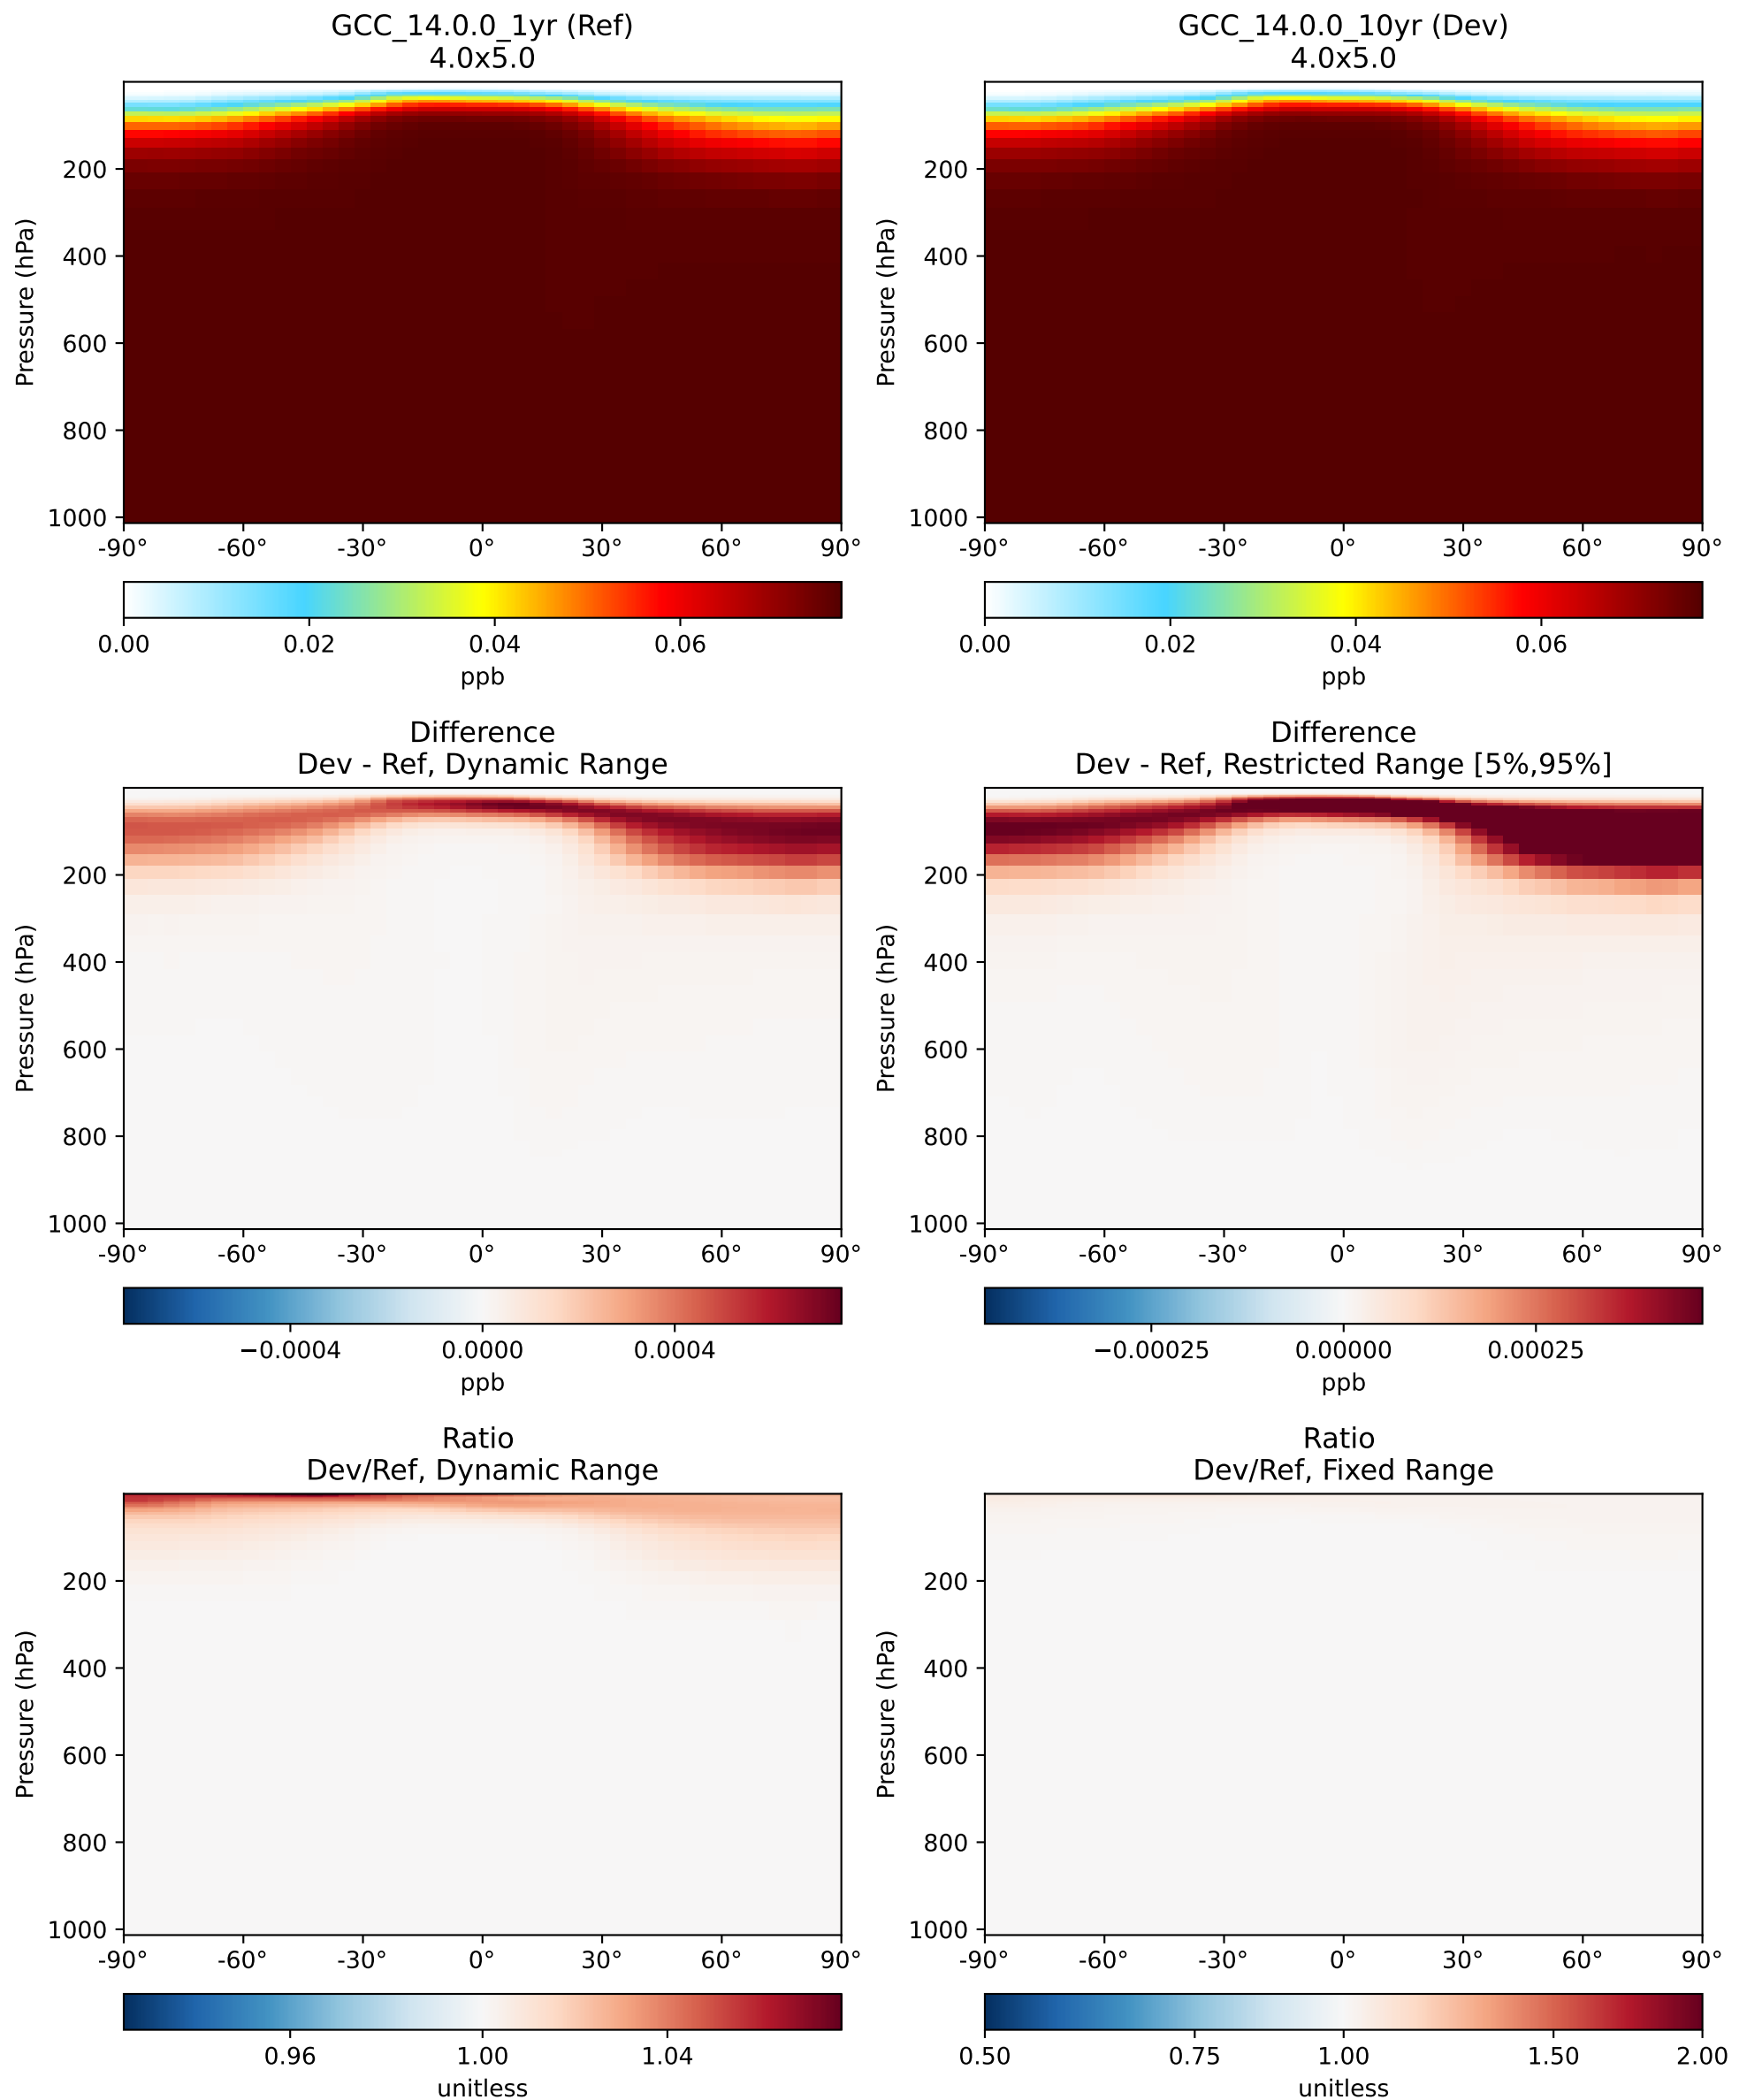 GCC_14.0.0_1yr (Ref)
4.0x5.0
Pressure (hPa)
200
400
600
800
1000
-90° -60° -30° 0° 30° 60° 90°
0.00 0.02 0.04 0.06
ppb
GCC_14.0.0_10yr (Dev)
4.0x5.0
Pressure (hPa)
200
400
600
800
1000
-90° -60° -30° 0° 30° 60° 90°
0.00 0.02 0.04 0.06
ppb
Difference
Dev - Ref, Dynamic Range
Pressure (hPa)
200
400
600
800
1000
-90° -60° -30° 0° 30° 60° 90°
−0.0004 0.0000 0.0004
ppb
Difference
Dev - Ref, Restricted Range [5%,95%]
Pressure (hPa)
200
400
600
800
1000
-90° -60° -30° 0° 30° 60° 90°
−0.00025 0.00000 0.00025
ppb
Ratio
Dev/Ref, Dynamic Range
Pressure (hPa)
200
400
600
800
1000
-90° -60° -30° 0° 30° 60° 90°
0.96 1.00 1.04
unitless
Ratio
Dev/Ref, Fixed Range
Pressure (hPa)
200
400
600
800
1000
-90° -60° -30° 0° 30° 60° 90°
0.50 0.75 1.00 1.50 2.00
unitless